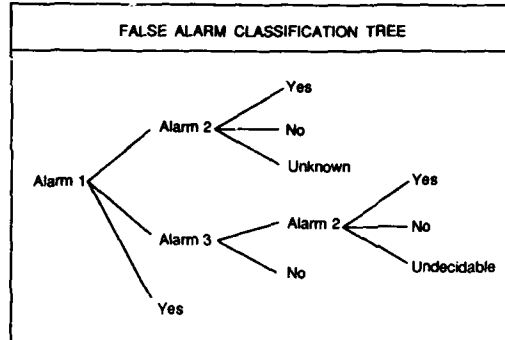 FALSE ALARM CLASSIFICATION TREE
Yes
Alarm 2
No
Unknown
Alarm 1
Yes
Alarm 2
Alarm 3
No
No
Undecidable
Yes